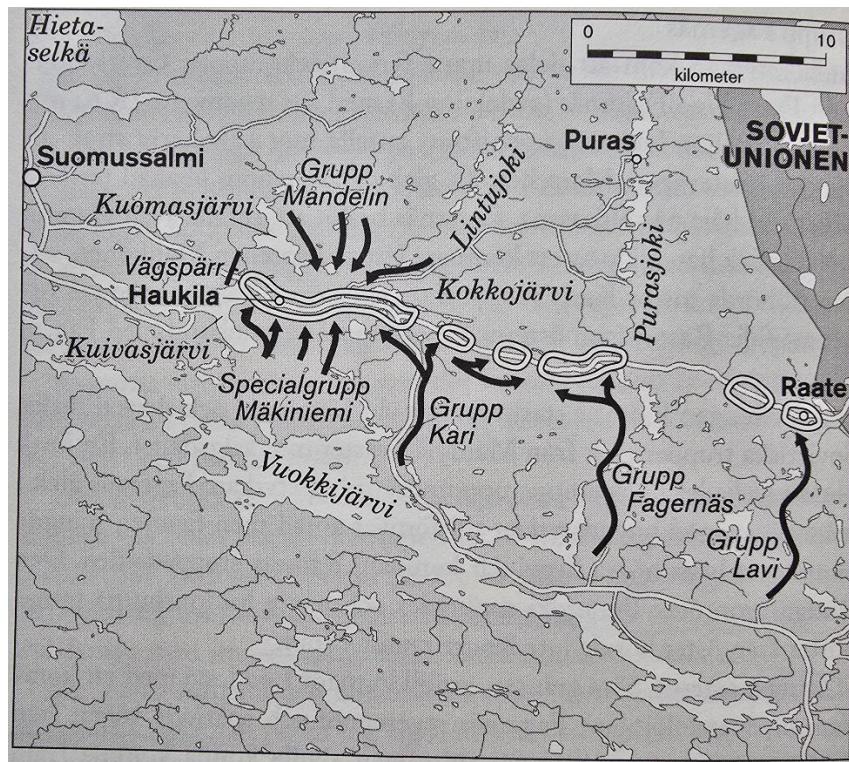 Hieta-
selkä
0 10
kilometer
SOVJET-
UNIONEN
Puras
Suomussalmi
Grupp
Mandelin
Lintujoki
Kuomasjärvi
Vägspärr
Haukila
Kokkojärvi
Purasjoki
Kuivasjärvi
Specialgrupp
Mäkiniemi
Raate
Grupp
Kari
Vuokkijärvi
Grupp
Fagernäs
Grupp
Lavi